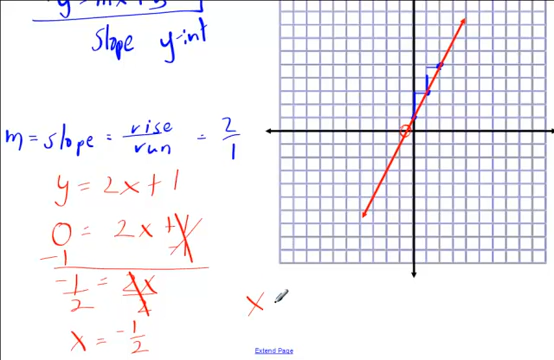 y = mx + b
slope y-int
m = slope = rise/run = 2/1
y = 2x + 1
0 = 2x + 1
-1 -1
-1/2 = 2x/2
x = -1/2
x
Extend Page